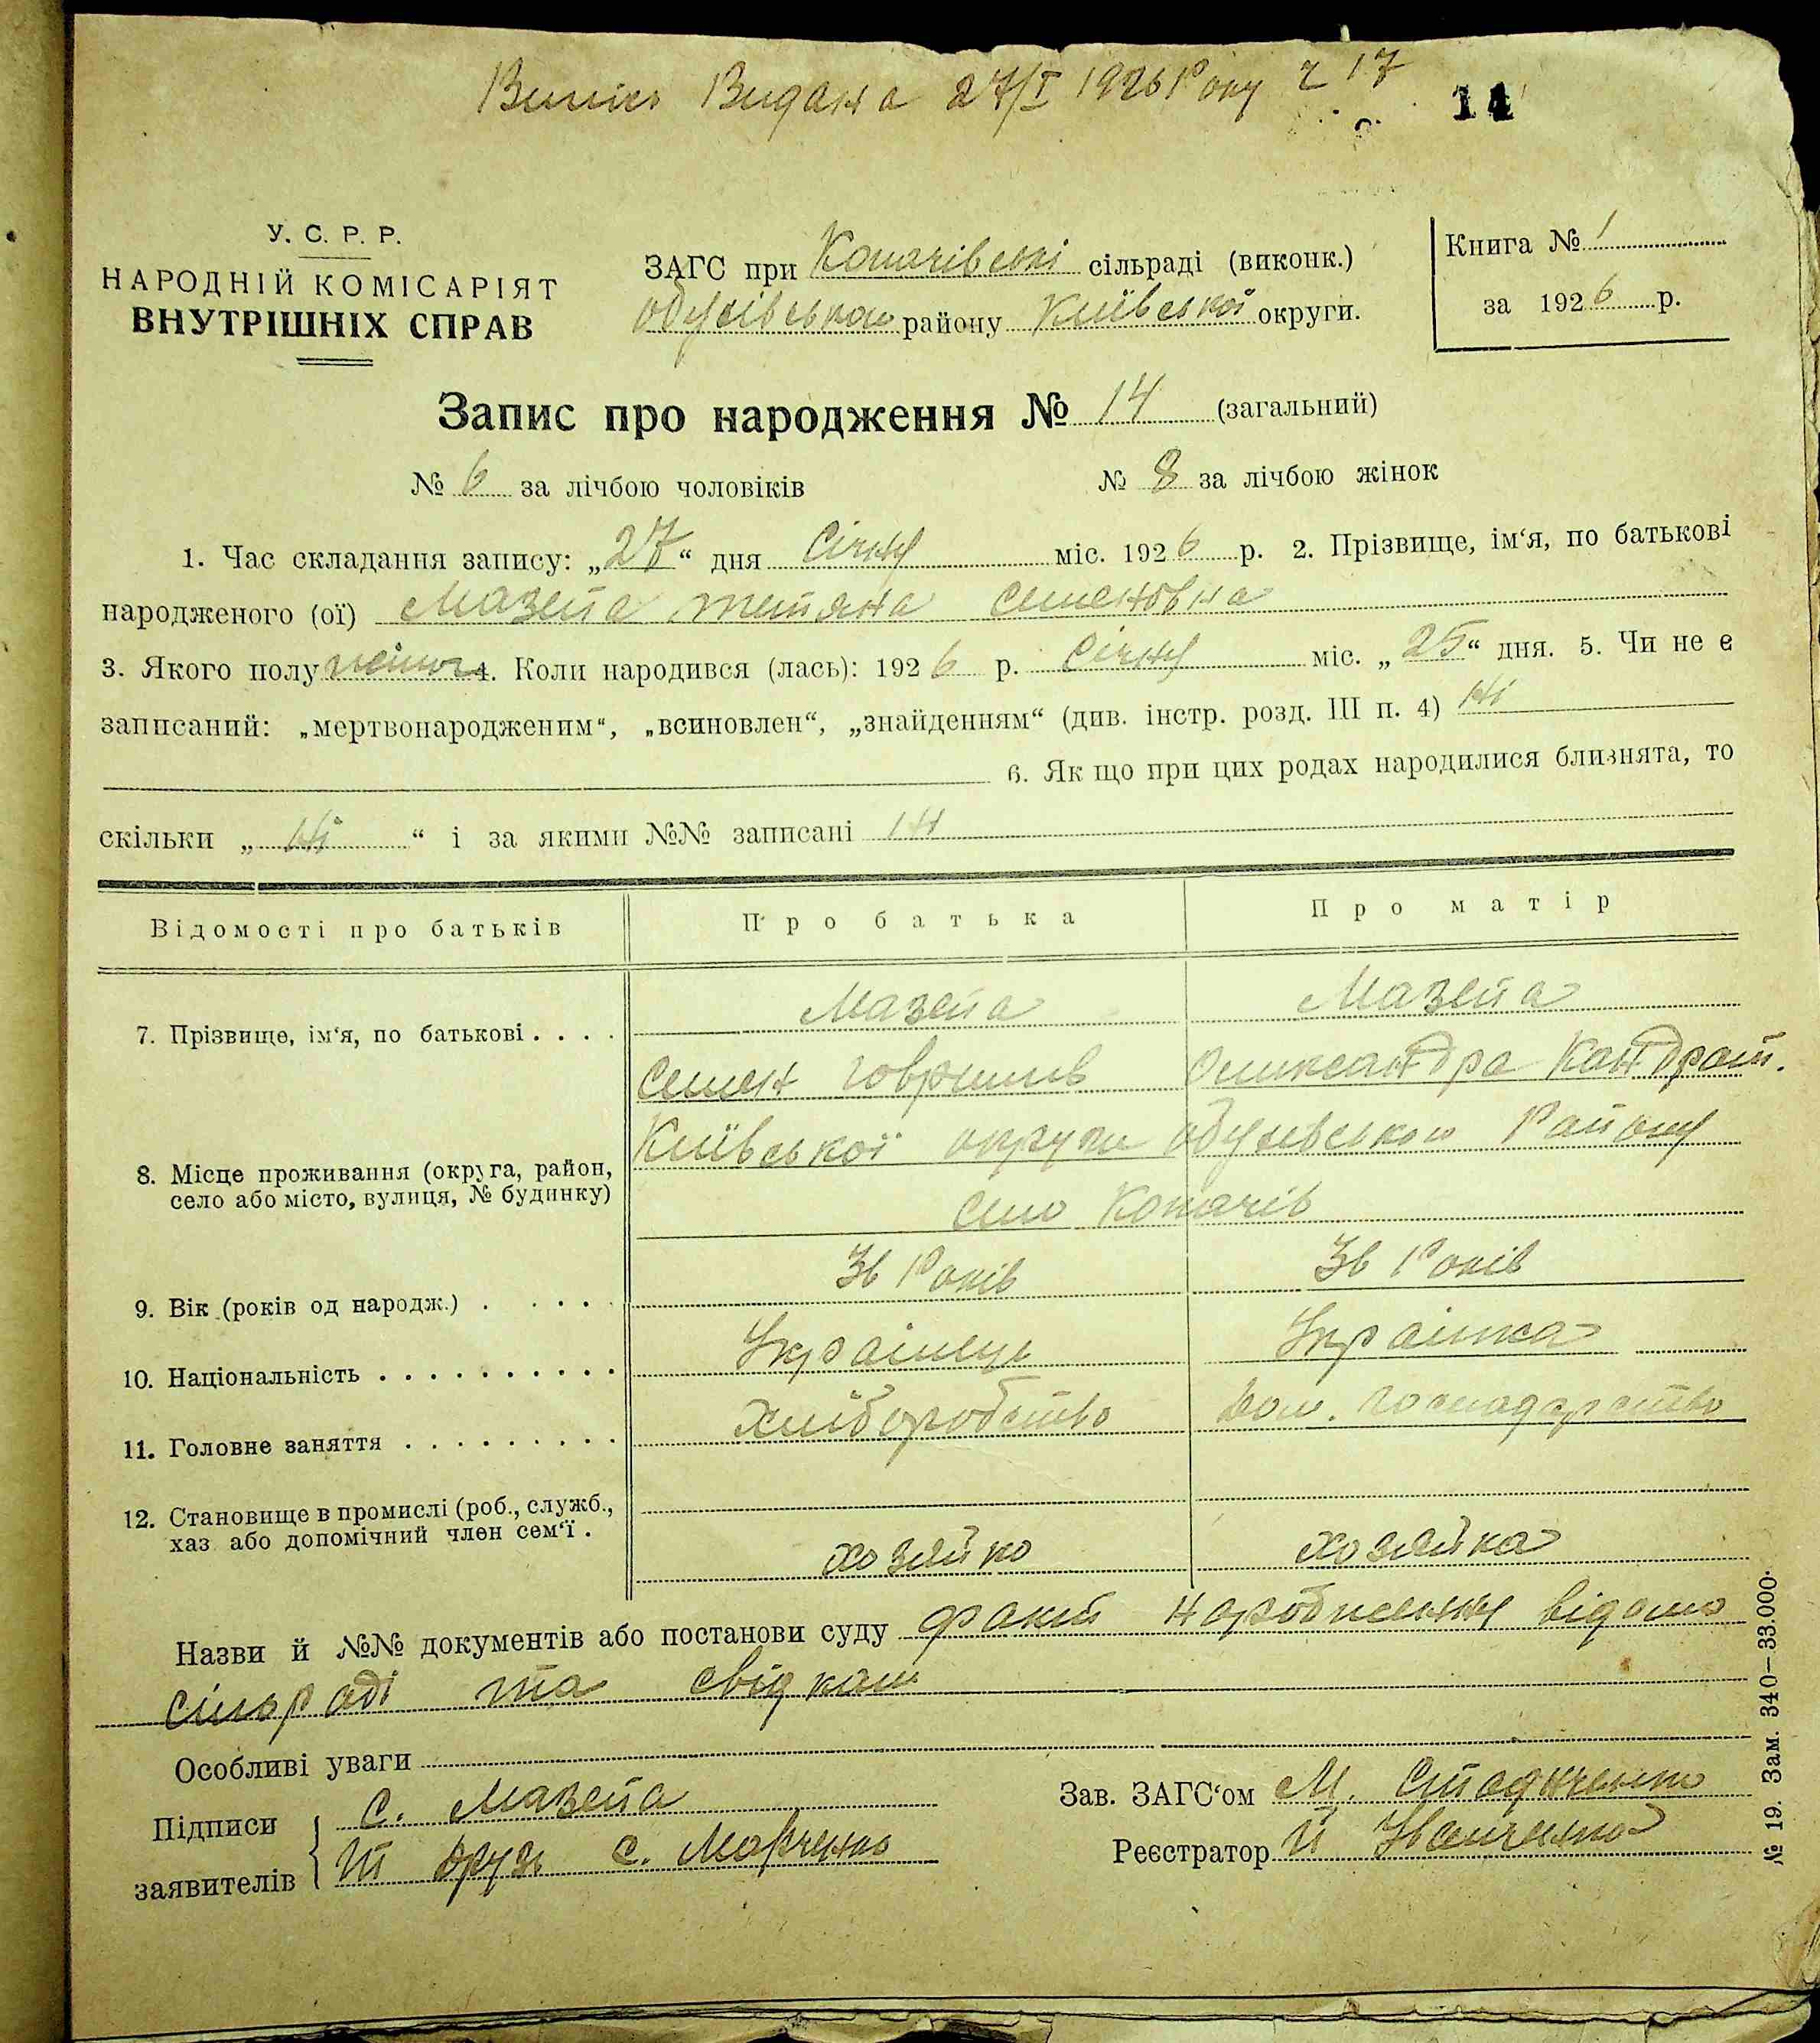 Випись Видана 27/I 1926 Року 17
14
У. С. Р. Р.
НАРОДНІЙ КОМІСАРІЯТ
ВНУТРІШНІХ СПРАВ
ЗАГС при Копачівські сільраді (виконк.)
обухівського району Київської округи.
Книга № 1
за 1926 р.
Запис про народження № 14 (загальний)
№ 6 за лічбою чоловіків № 8 за лічбою жінок
1. Час складання запису: „27“ дня Січня міс. 1926 р. 2. Прізвище, ім‘я, по батькові
народженого (ої) Мазепа тетяна семеновна
3. Якого полу жіноч 4. Коли народився (лась): 1926 р. Січня міс. „25“ дня. 5. Чи не є
записаний: „мертвонародженим“, „всиновлен“, „знайденням“ (див. інстр. розд. III п. 4) ні
6. Як що при цих родах народилися близнята, то
скільки „ ні “ і за якими №№ записані ні
Відомості про батьків Про батька Про матір
7. Прізвище, ім‘я, по батькові . . . . Мазепа Мазепа
семен Олександра Кандрат.
8. Місце проживання (округа, район, село або місто, вулиця, № будинку) Київської округи обухівського Району
село Копачів
9. Вік (років од народж.) . . . . . 36 Років 36 Років
10. Національність . . . . . . . . . . Українець Українка
11. Головне заняття . . . . . . . . . хліборобство дом. господарство
12. Становище в промислі (роб., служб., хаз або допомічний член сем‘ї . хозяйко хозяйка
Назви й №№ документів або постанови суду факт народження відомо
сільраді та свідкам
Особливі уваги
Підписи заявителів С. Мазепа
С. Марченко
Зав. ЗАГС‘ом М.
Реєстратор
№ 19. Зам. 340—33.000.